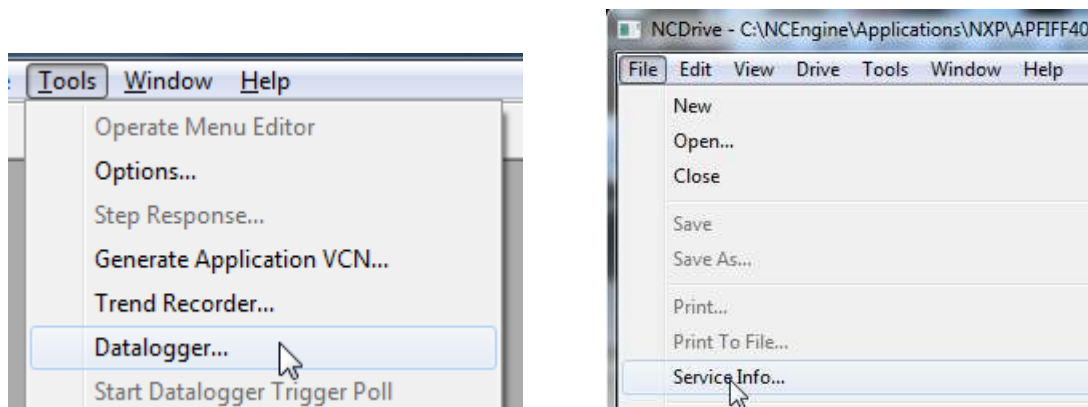 Tools Window Help
Operate Menu Editor
Options...
Step Response...
Generate Application VCN...
Trend Recorder...
Datalogger...
Start Datalogger Trigger Poll
NCDrive - C:\NCEngine\Applications\NXP\APFIFF40
File Edit View Drive Tools Window Help
New
Open...
Close
Save
Save As...
Print...
Print To File...
Service Info...